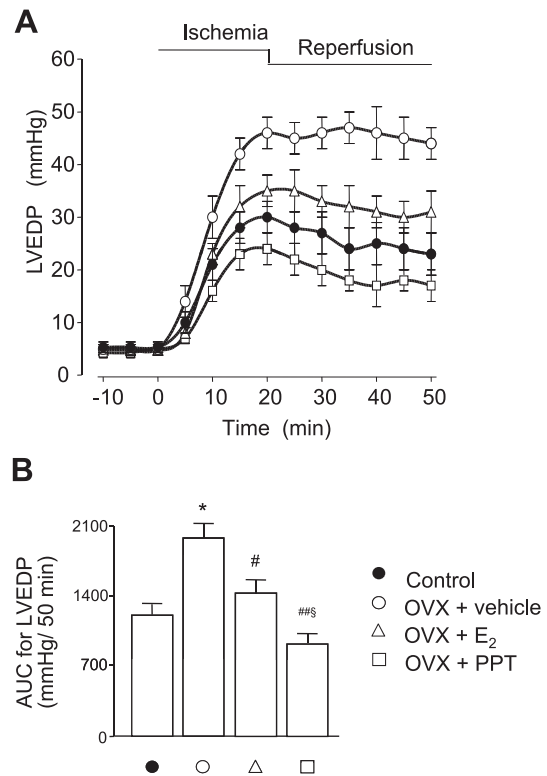 A
Ischemia
Reperfusion
60
50
40
30
20
10
0
LVEDP (mmHg)
-10 0 10 20 30 40 50
Time (min)
B
2100
1400
700
0
AUC for LVEDP
(mmHg/ 50 min)
*
#
##§
Control
OVX + vehicle
OVX + E₂
OVX + PPT